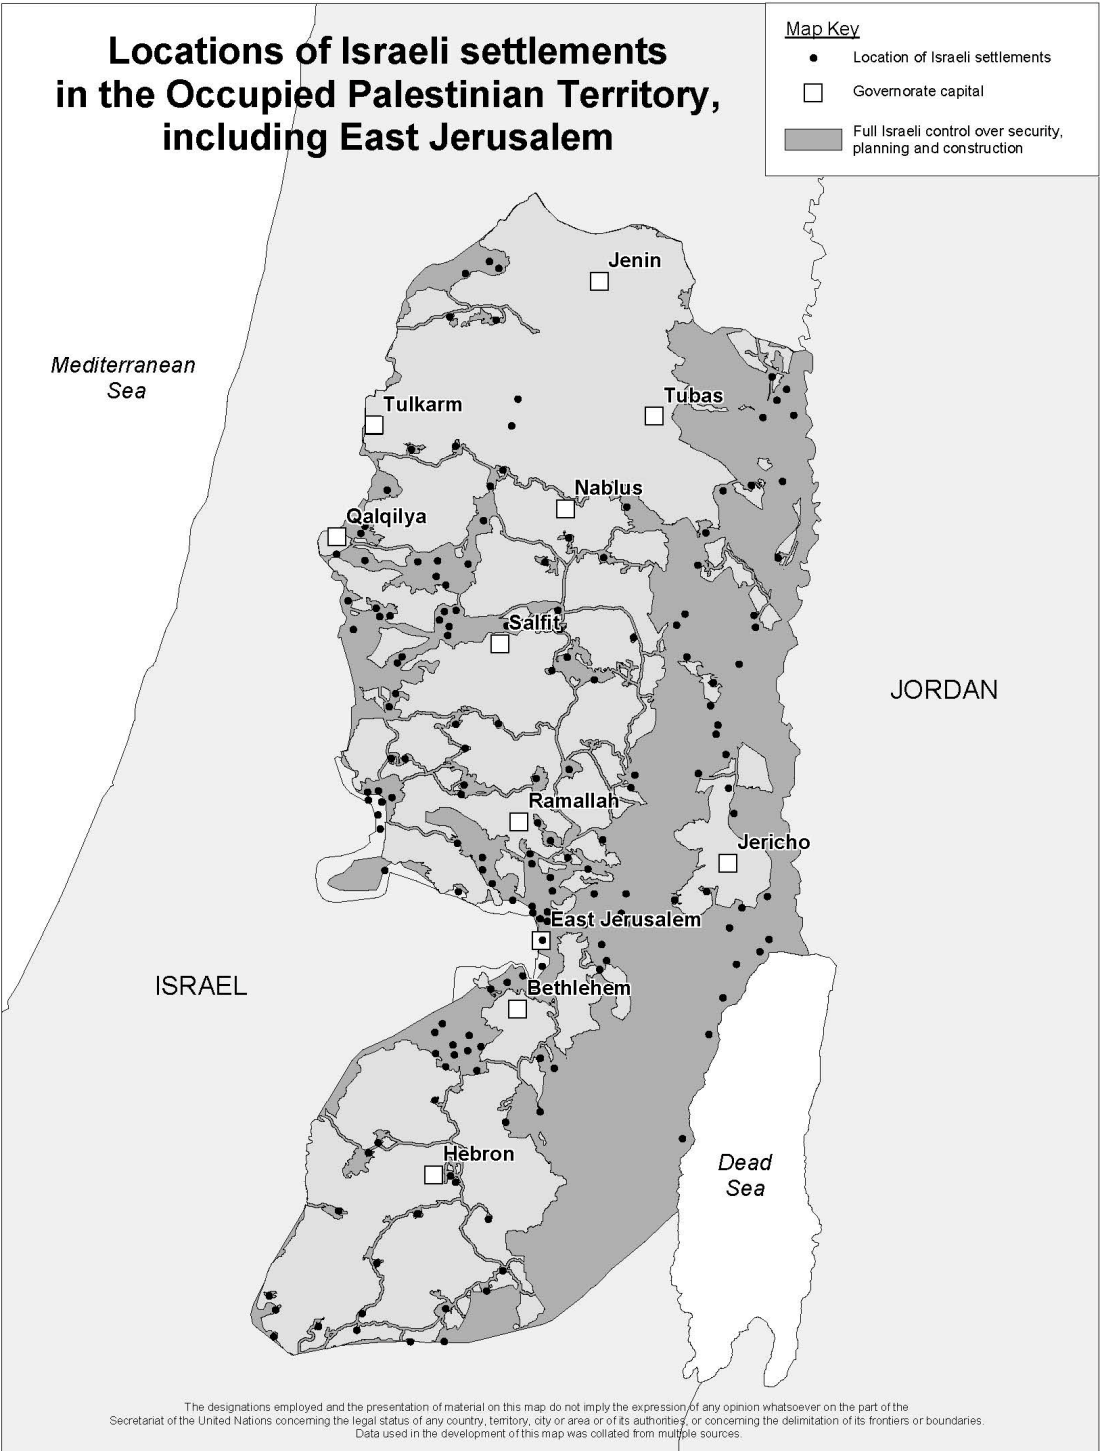 Locations of Israeli settlements
in the Occupied Palestinian Territory,
including East Jerusalem
Map Key
Location of Israeli settlements
Governorate capital
Full Israeli control over security,
planning and construction
Jenin
Mediterranean
Sea
Tulkarm
Tubas
Nablus
Qalqilya
Salfit
JORDAN
Ramallah
Jericho
East Jerusalem
ISRAEL
Bethlehem
Hebron
Dead
Sea
The designations employed and the presentation of material on this map do not imply the expression of any opinion whatsoever on the part of the
Secretariat of the United Nations concerning the legal status of any country, territory, city or area or of its authorities, or concerning the delimitation of its frontiers or boundaries.
Data used in the development of this map was collated from multiple sources.